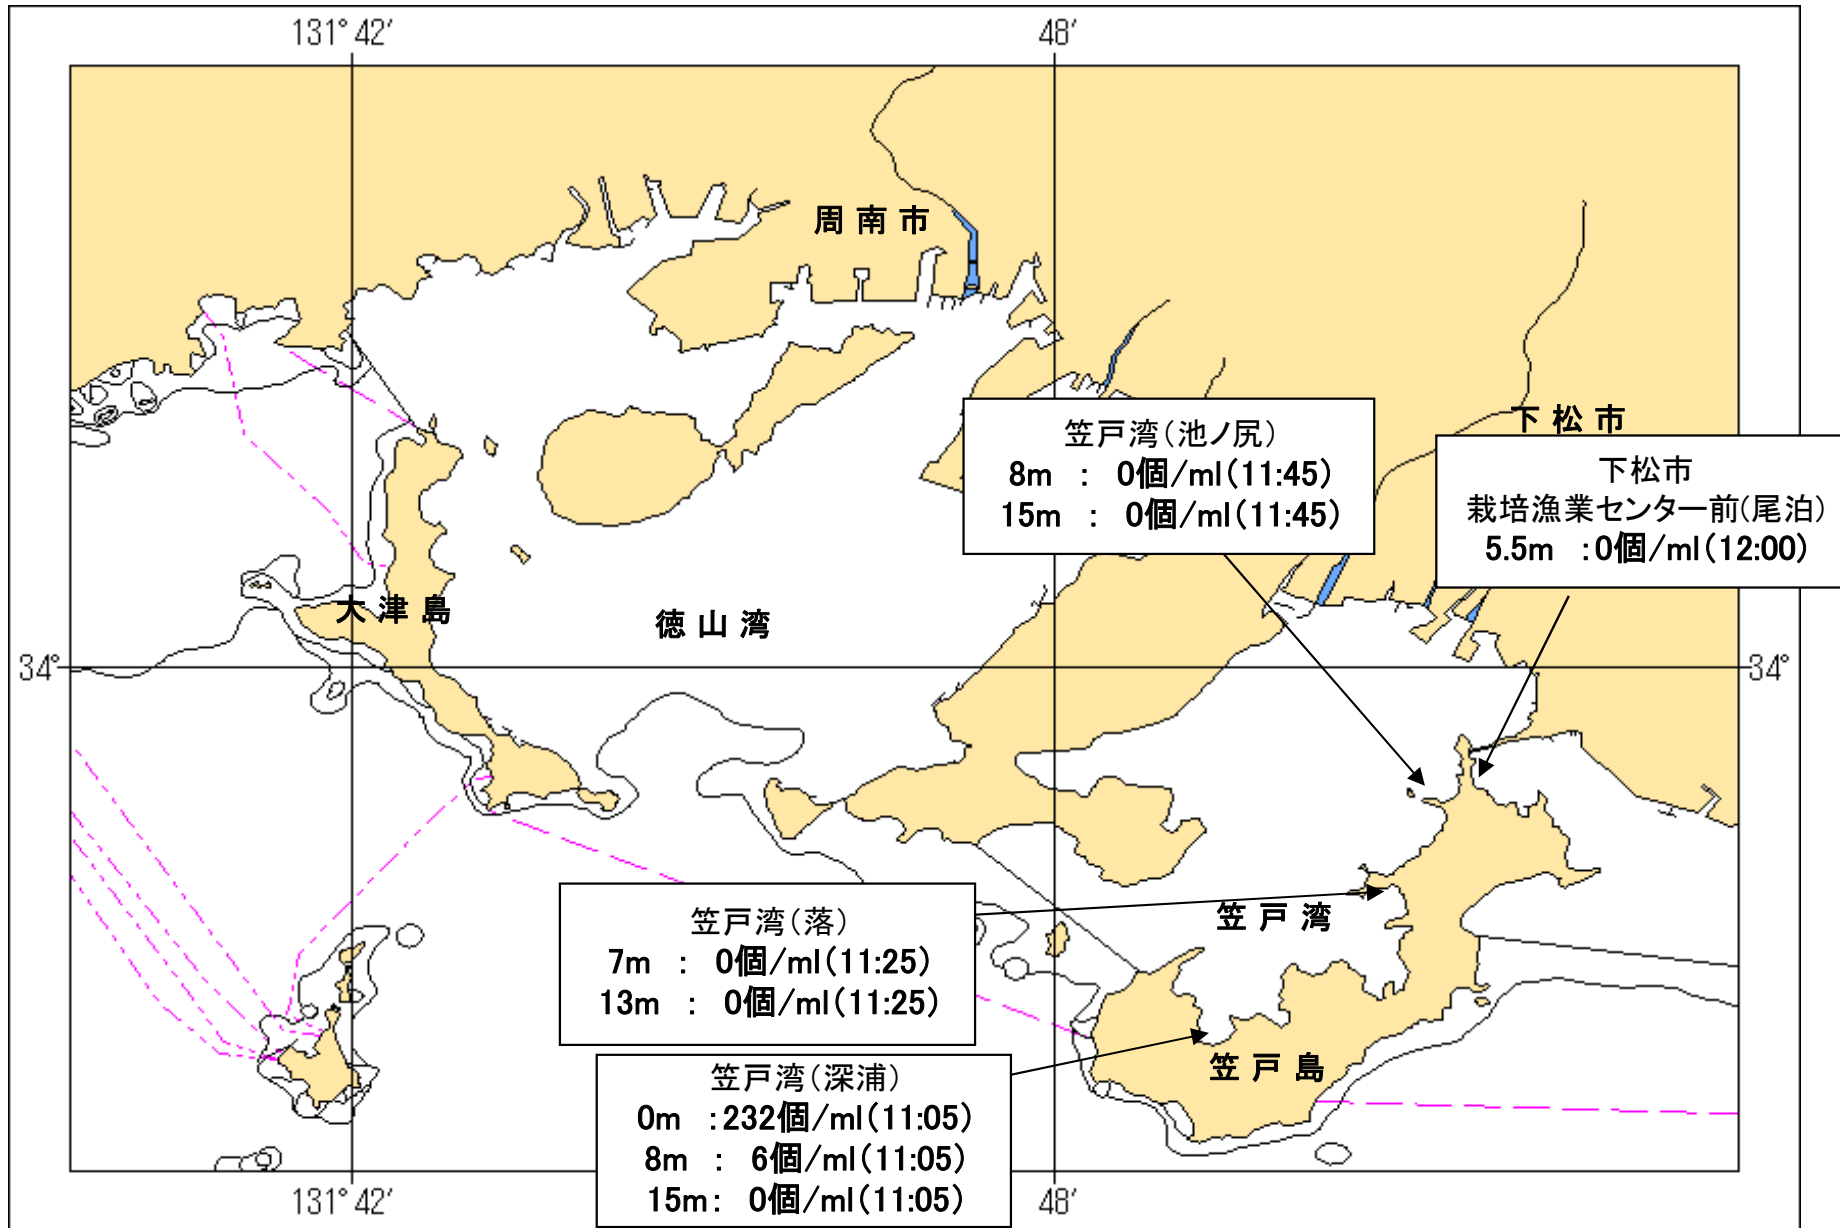 131° 42′
48′
周南市
下松市
笠戸湾（池ノ尻）
8m ： 0個/ml（11:45）
15m ： 0個/ml（11:45）
下松市
栽培漁業センター前(尾泊)
5.5m ：0個/ml（12:00）
大津島
徳山湾
34°
34°
笠戸湾（落）
7m ： 0個/ml（11:25）
13m ： 0個/ml（11:25）
笠戸湾
笠戸島
笠戸湾（深浦）
0m ：232個/ml（11:05）
8m ： 6個/ml（11:05）
15m： 0個/ml（11:05）
131° 42′
48′